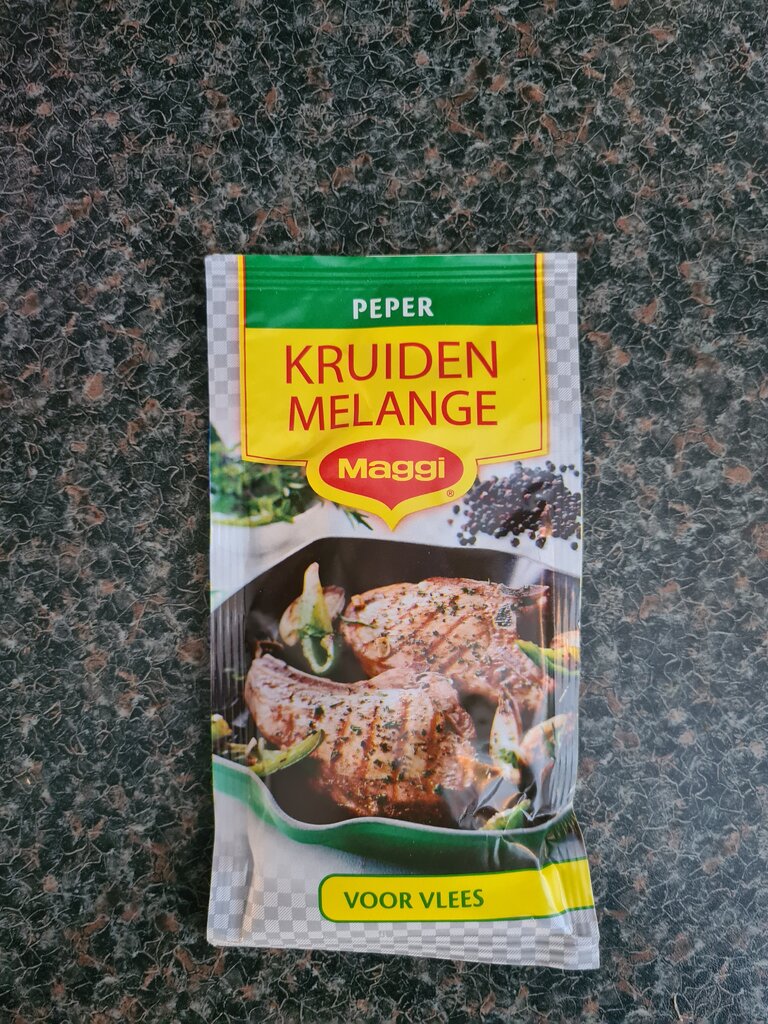 PEPER
KRUIDEN
MELANGE
Maggi®
VOOR VLEES